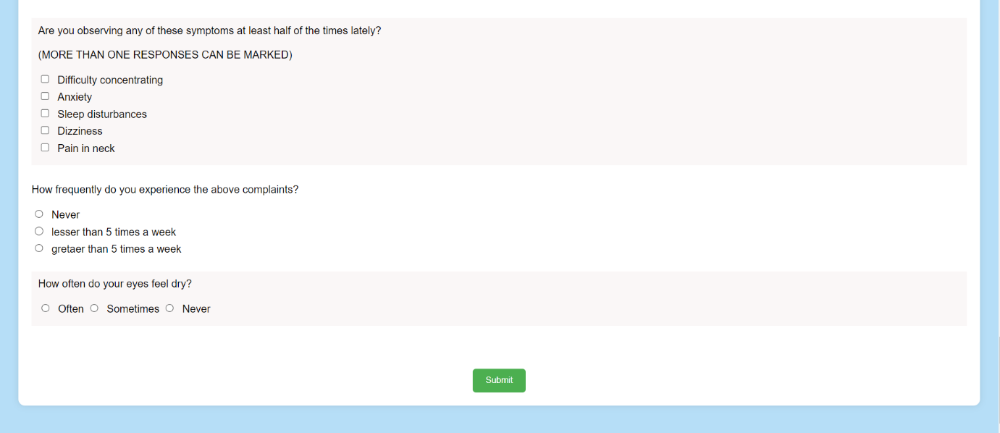 Are you observing any of these symptoms at least half of the times lately?
(MORE THAN ONE RESPONSES CAN BE MARKED)
Difficulty concentrating
Anxiety
Sleep disturbances
Dizziness
Pain in neck
How frequently do you experience the above complaints?
Never
lesser than 5 times a week
gretaer than 5 times a week
How often do your eyes feel dry?
Often Sometimes Never
Submit